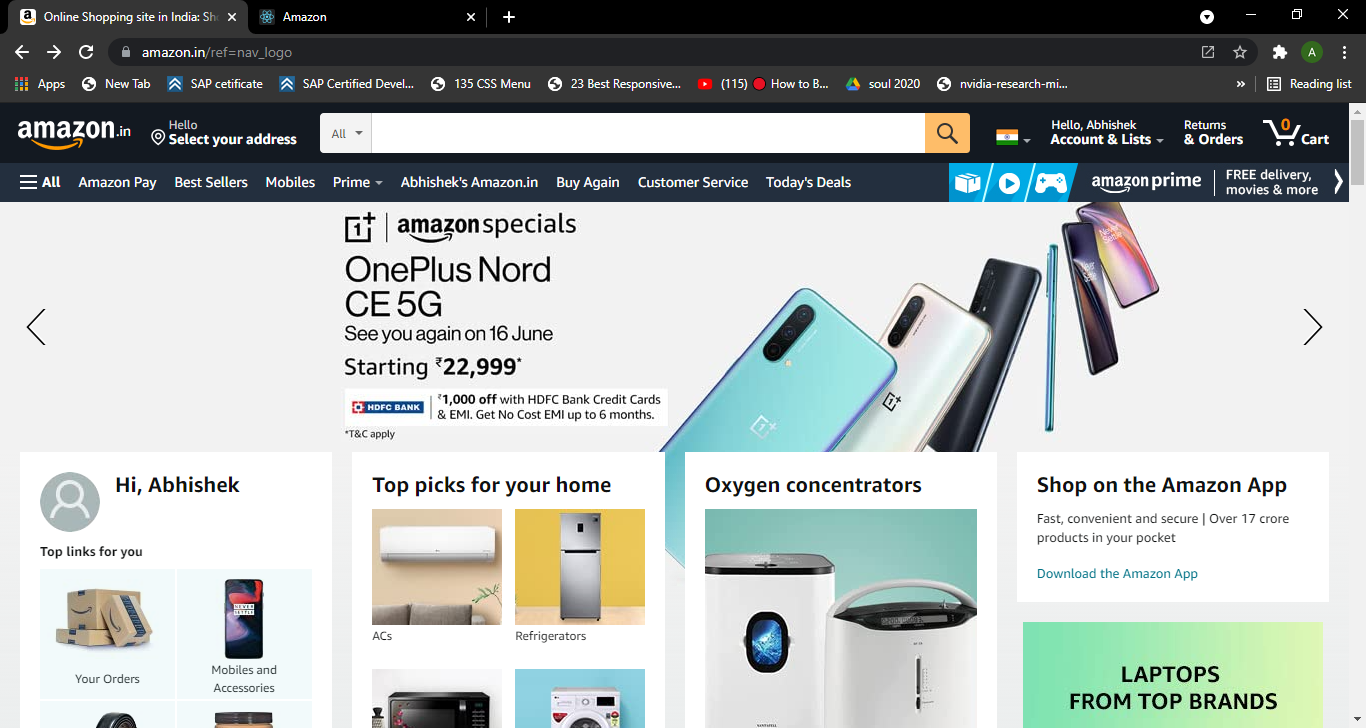 Online Shopping site in India: Sh
Amazon
amazon.in/ref=nav_logo
A
Apps
New Tab
SAP cetificate
SAP Certified Devel...
135 CSS Menu
23 Best Responsive...
(115) How to B...
soul 2020
nvidia-research-mi...
»
Reading list
amazon.in
Hello
Select your address
All
Hello, Abhishek
Account & Lists
Returns
& Orders
0
Cart
All
Amazon Pay
Best Sellers
Mobiles
Prime
Abhishek's Amazon.in
Buy Again
Customer Service
Today's Deals
amazon prime
FREE delivery,
movies & more
1+ | amazon specials
OnePlus Nord
CE 5G
See you again on 16 June
Starting ₹22,999*
HDFC BANK
₹1,000 off with HDFC Bank Credit Cards
& EMI. Get No Cost EMI up to 6 months.
*T&C apply
Hi, Abhishek
Top links for you
Your Orders
NEVER
SETTLE
Mobiles and
Accessories
Top picks for your home
ACs
Refrigerators
Oxygen concentrators
Shop on the Amazon App
Fast, convenient and secure | Over 17 crore
products in your pocket
Download the Amazon App
LAPTOPS
FROM TOP BRANDS